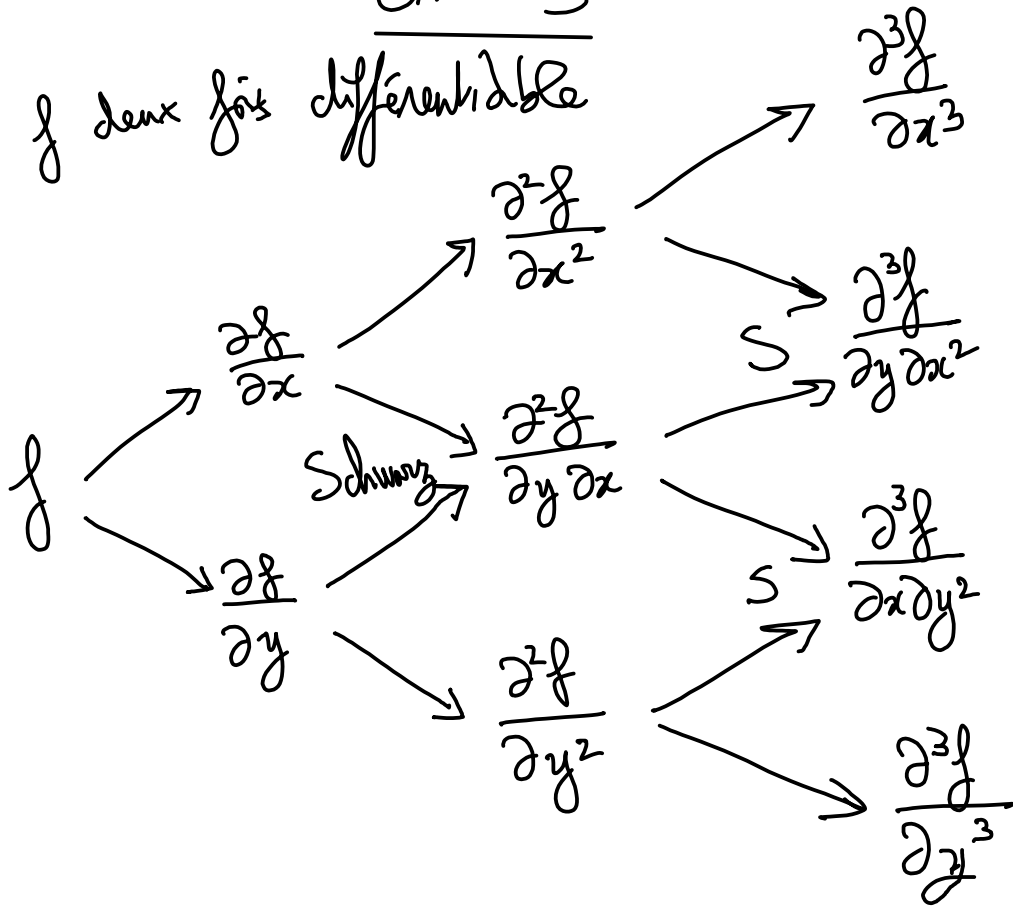 f deux fois différentiable
f
∂f/∂x
∂f/∂y
Schwarz
∂²f/∂x²
∂²f/∂y∂x
∂²f/∂y²
S
S
∂³f/∂x³
∂³f/∂y∂x²
∂³f/∂x∂y²
∂³f/∂y³